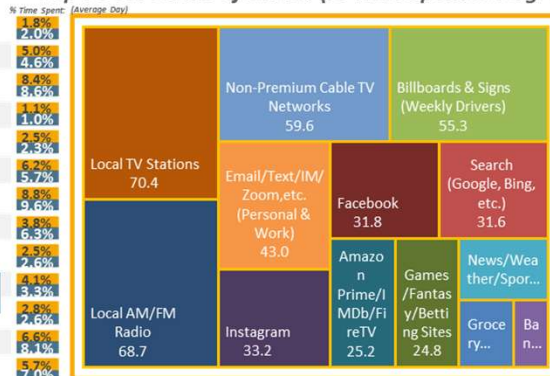 % Time Spent: (Average Day)
1.8%
2.0%
5.0%
4.6%
8.4%
8.6%
1.1%
1.0%
2.5%
2.3%
6.2%
5.7%
8.8%
9.6%
3.8%
6.3%
2.5%
2.6%
4.1%
3.3%
2.8%
2.6%
6.6%
8.1%
5.7%
Local TV Stations
70.4
Local AM/FM
Radio
68.7
Non-Premium Cable TV
Networks
59.6
Billboards & Signs
(Weekly Drivers)
55.3
Email/Text/IM/
Zoom,etc.
(Personal &
Work)
43.0
Facebook
31.8
Search
(Google, Bing,
etc.)
31.6
Instagram
33.2
Amazo
n
Prime/I
MDb/Fi
reTV
25.2
Games
/Fantas
y/Betti
ng Sites
24.8
News/Wea
ther/Spor...
Groce
ry...
Ba
n...